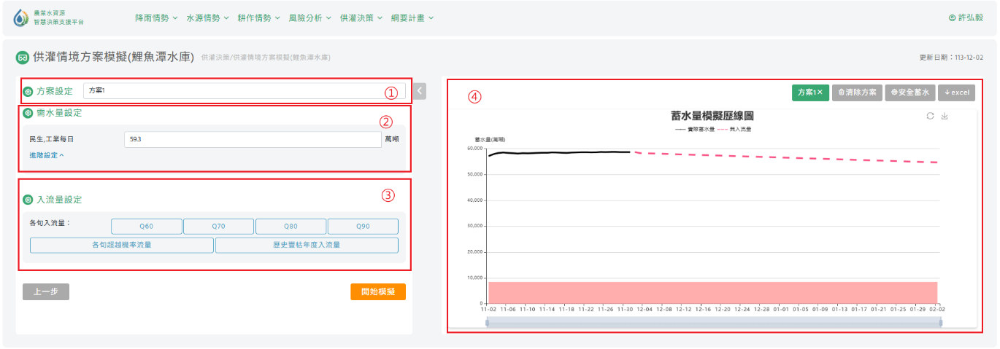 農業水資源
智慧決策支援平台
降雨情勢 水源情勢 耕作情勢 風險分析 供灌決策 綱要計畫
許弘毅
供灌情境方案模擬(鯉魚潭水庫) 供灌決策/供灌情境方案模擬(鯉魚潭水庫)
更新日期：113-12-02
方案設定 方案1 ①
需水量設定 ②
民生,工業每日 59.3 萬噸
進階設定
入流量設定 ③
各旬入流量：
Q60 Q70 Q80 Q90
各旬超越機率流量 歷史豐枯年度入流量
上一步 開始模擬
④ 方案1× 清除方案 安全蓄水 excel
蓄水量模擬歷線圖
實際蓄水量 無入流量
蓄水量(萬噸)
60,000
50,000
40,000
30,000
20,000
10,000
0
11-02 11-06 11-10 11-14 11-18 11-22 11-26 11-30 12-04 12-08 12-12 12-16 12-20 12-24 12-28 01-01 01-05 01-09 01-13 01-17 01-21 01-25 01-29 02-02